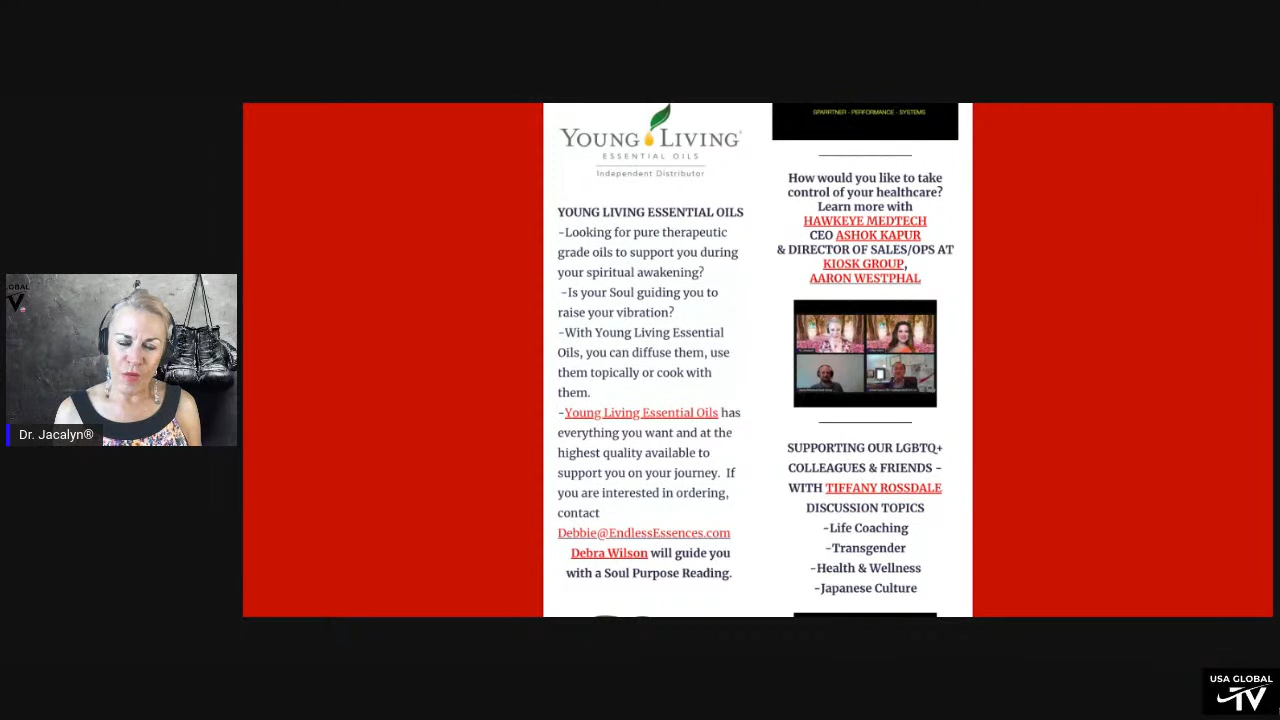 YOUNG LIVING
ESSENTIAL OILS
Independent Distributor
YOUNG LIVING ESSENTIAL OILS
-Looking for pure therapeutic
grade oils to support you during
your spiritual awakening?
-Is your Soul guiding you to
raise your vibration?
-With Young Living Essential
Oils, you can diffuse them, use
them topically or cook with
them.
-Young Living Essential Oils has
everything you want and at the
highest quality available to
support you on your journey. If
you are interested in ordering,
contact
Debbie@EndlessEssences.com
Debra Wilson will guide you
with a Soul Purpose Reading.
SPARRTNER - PERFORMANCE - SYSTEMS
How would you like to take
control of your healthcare?
Learn more with
HAWKEYE MEDTECH
CEO ASHOK KAPUR
& DIRECTOR OF SALES/OPS AT
KIOSK GROUP,
AARON WESTPHAL
SUPPORTING OUR LGBTQ+
COLLEAGUES & FRIENDS -
WITH TIFFANY ROSSDALE
DISCUSSION TOPICS
-Life Coaching
-Transgender
-Health & Wellness
-Japanese Culture
Dr. Jacalyn®
USA GLOBAL
TV